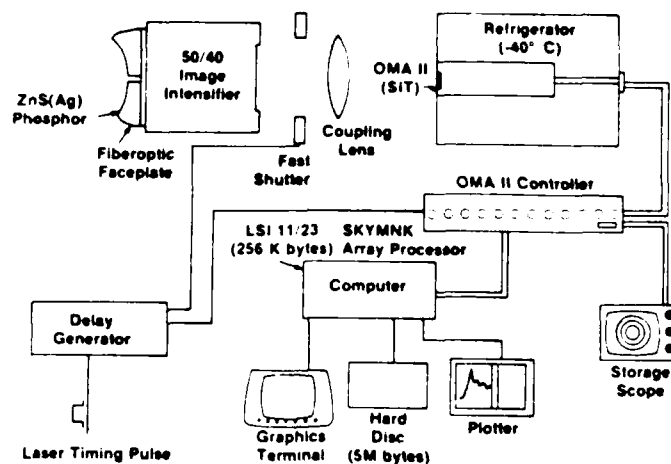 50/40
Image
Intensifier
ZnS(Ag)
Phosphor
Fiberoptic
Faceplate
Fast
Shutter
Coupling
Lens
Refrigerator
(-40° C)
OMA II
(SIT)
OMA II Controller
LSI 11/23 SKYMNK
(256 K bytes) Array Processor
Computer
Delay
Generator
Laser Timing Pulse
Graphics
Terminal
Hard
Disc
(5M bytes)
Plotter
Storage
Scope